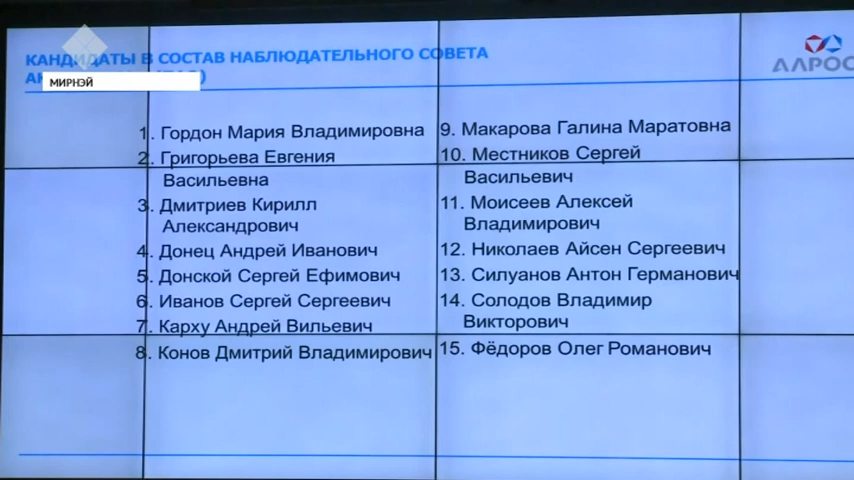 КАНДИДАТЫ В СОСТАВ НАБЛЮДАТЕЛЬНОГО СОВЕТА
МИРНЭЙ
АЛРОС
1. Гордон Мария Владимировна
2. Григорьева Евгения
Васильевна
3. Дмитриев Кирилл
Александрович
4. Донец Андрей Иванович
5. Донской Сергей Ефимович
6. Иванов Сергей Сергеевич
7. Карху Андрей Вильевич
8. Конов Дмитрий Владимирович
9. Макарова Галина Маратовна
10. Местников Сергей
Васильевич
11. Моисеев Алексей
Владимирович
12. Николаев Айсен Сергеевич
13. Силуанов Антон Германович
14. Солодов Владимир
Викторович
15. Фёдоров Олег Романович